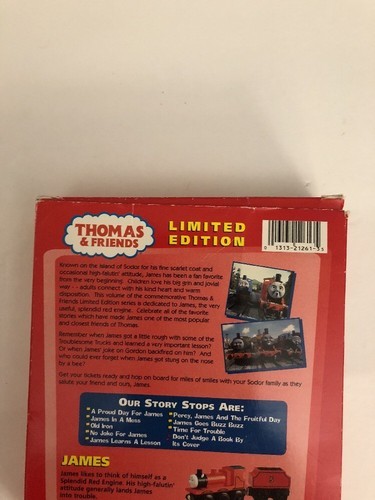 THOMAS
& FRIENDS
LIMITED
EDITION
9 1313-21261-3
Known on the Island of Sodor for his fine scarlet coat and
occasional high-falutin' attitude, James has been a fan favorite
from the very beginning. Children love his big grin and jovial
war adults connect with his kind heart and warm
disposition. This volume of the commemorative Thomas &
Friends Limited Edition series is dedicated to James, the very
useful, splendid red engine. Celebrate all of the favorite
stories which have made James one of the most popular
and closest friends of Thomas.
Remember when James got a little rough with some of the
Troublesome Trucks and learned a very important lesson?
Or when James' joke on Gordon backfired on him? And
who could ever forget when James got stung on the nose
by a bee?
Get your tickets ready and hop on board for miles of smiles with your Sodor family as they
salute your friend and ours, James.
OUR STORY STOPS ARE:
A Proud Day For James
James In A Mess
Old Iron
No Joke For James
James Learns A Lesson
Percy, James And The Fruitful Day
James Goes Buzz Buzz
Time For Trouble
Don't Judge A Book By
Its Cover
JAMES
James likes to think of himself as a
Splendid Red Engine. His high-falutin'
attitude generally lands James
into trouble.